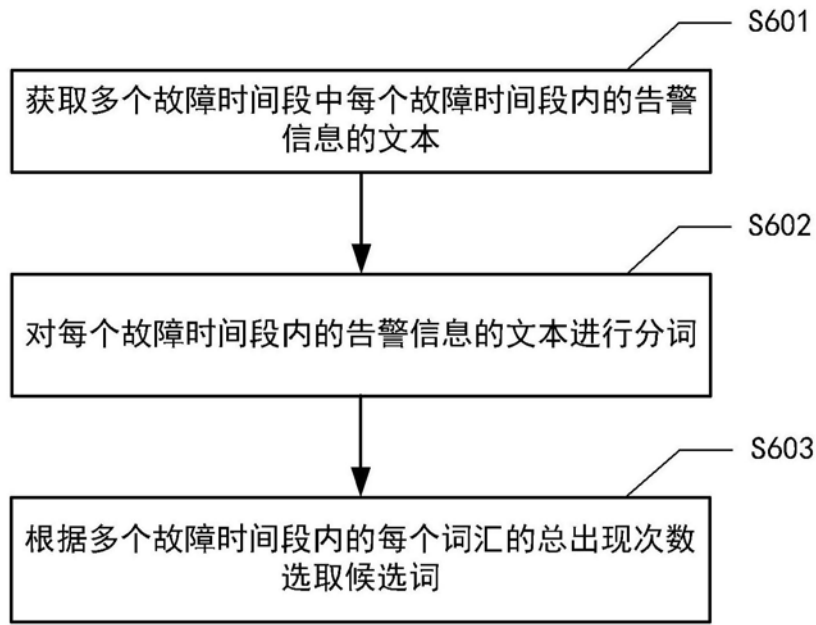 S601
获取多个故障时间段中每个故障时间段内的告警
信息的文本
S602
对每个故障时间段内的告警信息的文本进行分词
S603
根据多个故障时间段内的每个词汇的总出现次数
选取候选词